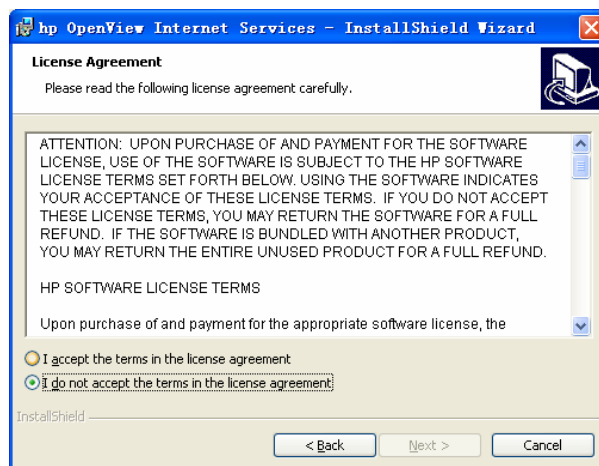 hp OpenView Internet Services - InstallShield Wizard
License Agreement
Please read the following license agreement carefully.
ATTENTION: UPON PURCHASE OF AND PAYMENT FOR THE SOFTWARE
LICENSE, USE OF THE SOFTWARE IS SUBJECT TO THE HP SOFTWARE
LICENSE TERMS SET FORTH BELOW. USING THE SOFTWARE INDICATES
YOUR ACCEPTANCE OF THESE LICENSE TERMS. IF YOU DO NOT ACCEPT
THESE LICENSE TERMS, YOU MAY RETURN THE SOFTWARE FOR A FULL
REFUND. IF THE SOFTWARE IS BUNDLED WITH ANOTHER PRODUCT,
YOU MAY RETURN THE ENTIRE UNUSED PRODUCT FOR A FULL REFUND.
HP SOFTWARE LICENSE TERMS
Upon purchase of and payment for the appropriate software license, the
I accept the terms in the license agreement
I do not accept the terms in the license agreement
InstallShield
< Back
Next >
Cancel